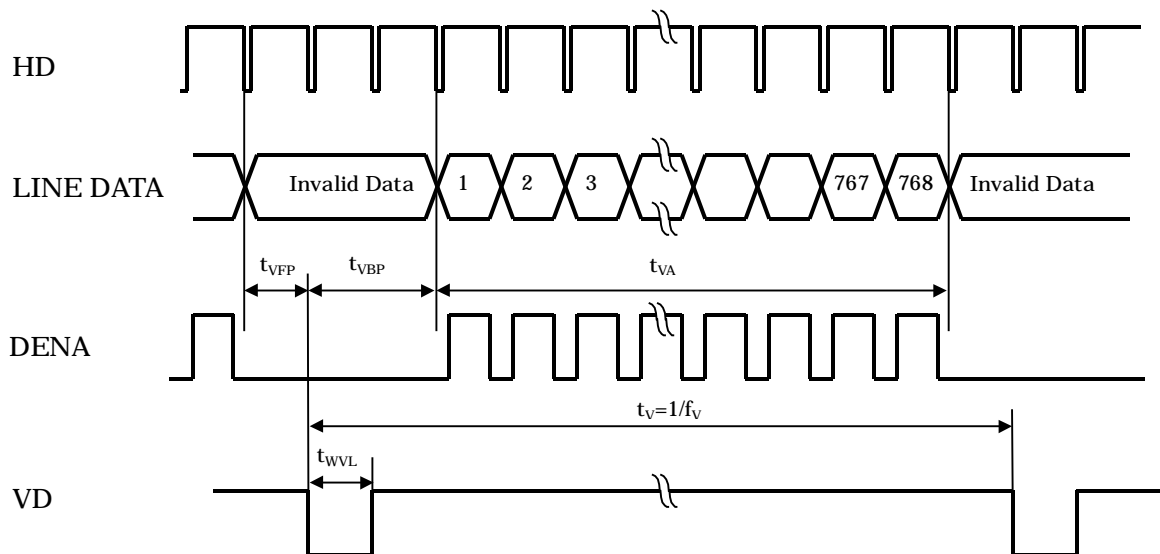 HD
LINE DATA
Invalid Data
1
2
3
767
768
Invalid Data
tVFP
tVBP
tVA
DENA
tV=1/fV
tWVL
VD